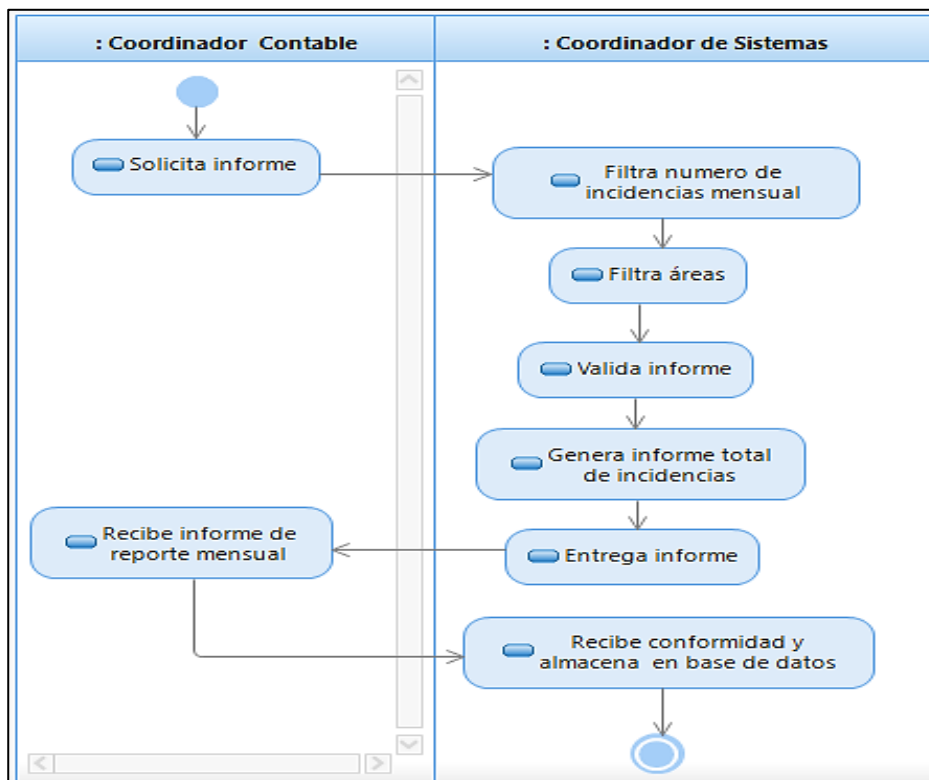 : Coordinador Contable
: Coordinador de Sistemas
Solicita informe
Filtra numero de
incidencias mensual
Filtra áreas
Valida informe
Genera informe total
de incidencias
Entrega informe
Recibe informe de
reporte mensual
Recibe conformidad y
almacena en base de datos